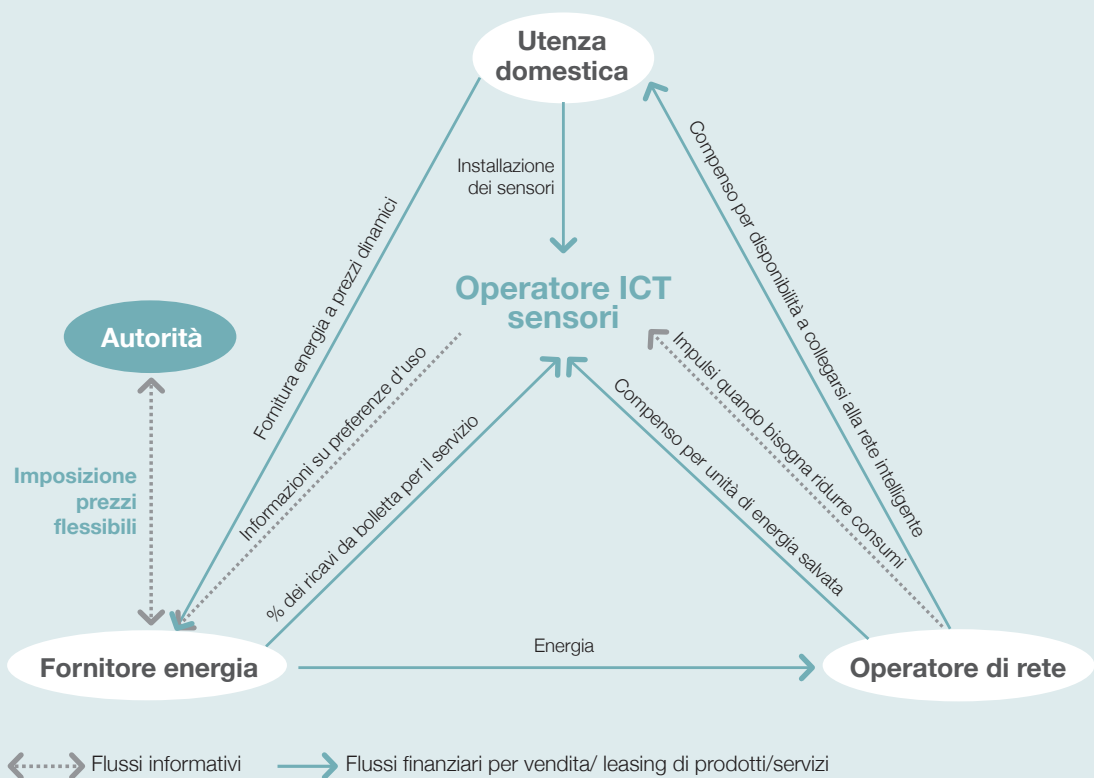 Utenza
domestica
Installazione
dei sensori
Fornitura energia a prezzi dinamici
Compenso per disponibilità a collegarsi alla rete intelligente
Operatore ICT
sensori
Autorità
Imposizione
prezzi
flessibili
Informazioni su preferenze d'uso
% dei ricavi da bolletta per il servizio
Compenso per unità di energia salvata
Impulsi quando bisogna ridurre consumi
Fornitore energia
Energia
Operatore di rete
Flussi informativi
Flussi finanziari per vendita/ leasing di prodotti/servizi